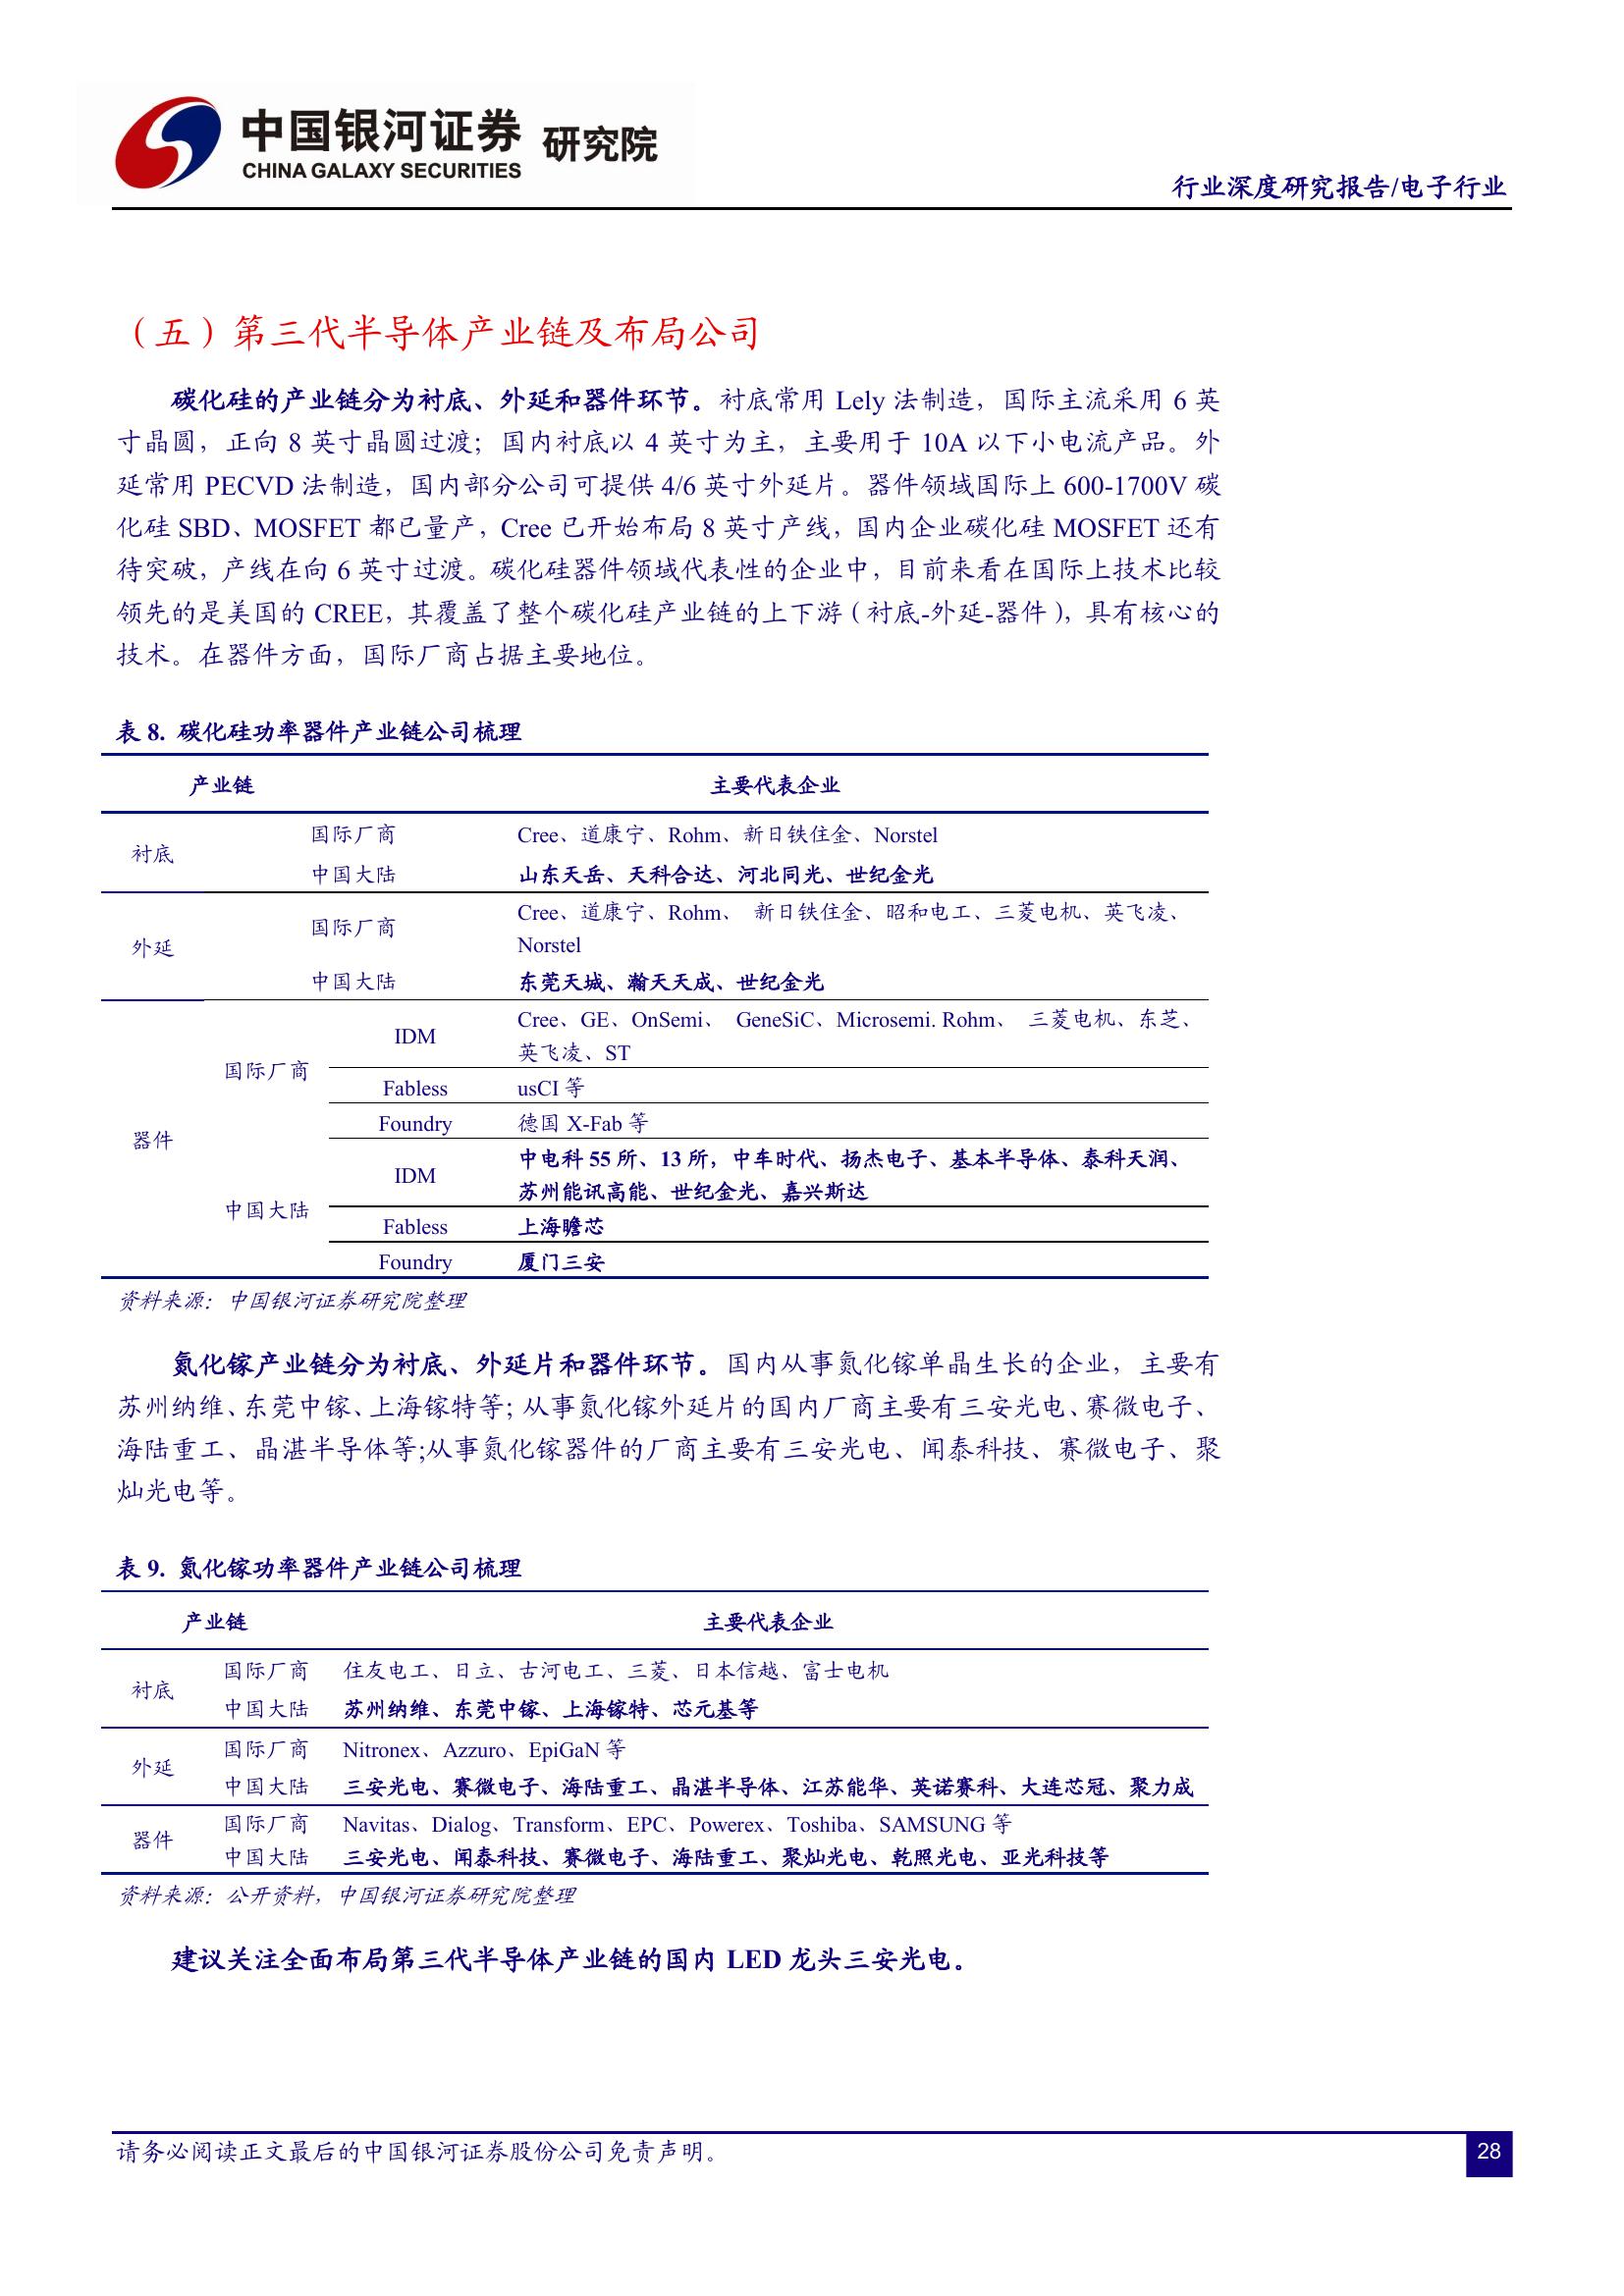 中国银河证券 研究院
CHINA GALAXY SECURITIES
行业深度研究报告/电子行业
（五）第三代半导体产业链及布局公司
碳化硅的产业链分为衬底、外延和器件环节。衬底常用 Lely 法制造，国际主流采用 6 英
寸晶圆，正向 8 英寸晶圆过渡；国内衬底以 4 英寸为主，主要用于 10A 以下小电流产品。外
延常用 PECVD 法制造，国内部分公司可提供 4/6 英寸外延片。器件领域国际上 600-1700V 碳
化硅 SBD、MOSFET 都已量产，Cree 已开始布局 8 英寸产线，国内企业碳化硅 MOSFET 还有
待突破，产线在向 6 英寸过渡。碳化硅器件领域代表性的企业中，目前来看在国际上技术比较
领先的是美国的 CREE，其覆盖了整个碳化硅产业链的上下游（衬底-外延-器件），具有核心的
技术。在器件方面，国际厂商占据主要地位。
表 8. 碳化硅功率器件产业链公司梳理
产业链 主要代表企业
衬底 国际厂商 Cree、道康宁、Rohm、新日铁住金、Norstel
中国大陆 山东天岳、天科合达、河北同光、世纪金光
外延 国际厂商 Cree、道康宁、Rohm、 新日铁住金、昭和电工、三菱电机、英飞凌、
Norstel
中国大陆 东莞天城、瀚天天成、世纪金光
器件 国际厂商 IDM Cree、GE、OnSemi、 GeneSiC、Microsemi. Rohm、 三菱电机、东芝、
英飞凌、ST
Fabless usCI 等
Foundry 德国 X-Fab 等
中国大陆 IDM 中电科 55 所、13 所，中车时代、扬杰电子、基本半导体、泰科天润、
苏州能讯高能、世纪金光、嘉兴斯达
Fabless 上海瞻芯
Foundry 厦门三安
资料来源：中国银河证券研究院整理
氮化镓产业链分为衬底、外延片和器件环节。国内从事氮化镓单晶生长的企业，主要有
苏州纳维、东莞中镓、上海镓特等；从事氮化镓外延片的国内厂商主要有三安光电、赛微电子、
海陆重工、晶湛半导体等;从事氮化镓器件的厂商主要有三安光电、闻泰科技、赛微电子、聚
灿光电等。
表 9. 氮化镓功率器件产业链公司梳理
产业链 主要代表企业
衬底 国际厂商 住友电工、日立、古河电工、三菱、日本信越、富士电机
中国大陆 苏州纳维、东莞中镓、上海镓特、芯元基等
外延 国际厂商 Nitronex、Azzuro、EpiGaN 等
中国大陆 三安光电、赛微电子、海陆重工、晶湛半导体、江苏能华、英诺赛科、大连芯冠、聚力成
器件 国际厂商 Navitas、Dialog、Transform、EPC、Powerex、Toshiba、SAMSUNG 等
中国大陆 三安光电、闻泰科技、赛微电子、海陆重工、聚灿光电、乾照光电、亚光科技等
资料来源：公开资料，中国银河证券研究院整理
建议关注全面布局第三代半导体产业链的国内 LED 龙头三安光电。
请务必阅读正文最后的中国银河证券股份公司免责声明。
28